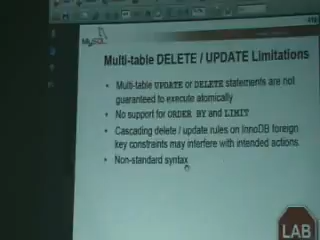 MySQL
Multi-table DELETE / UPDATE Limitations
• Multi-table UPDATE or DELETE statements are not
guaranteed to execute atomically
• No support for ORDER BY and LIMIT
• Cascading delete / update rules on InnoDB foreign
key constraints may interfere with intended actions
• Non-standard syntax
LAB